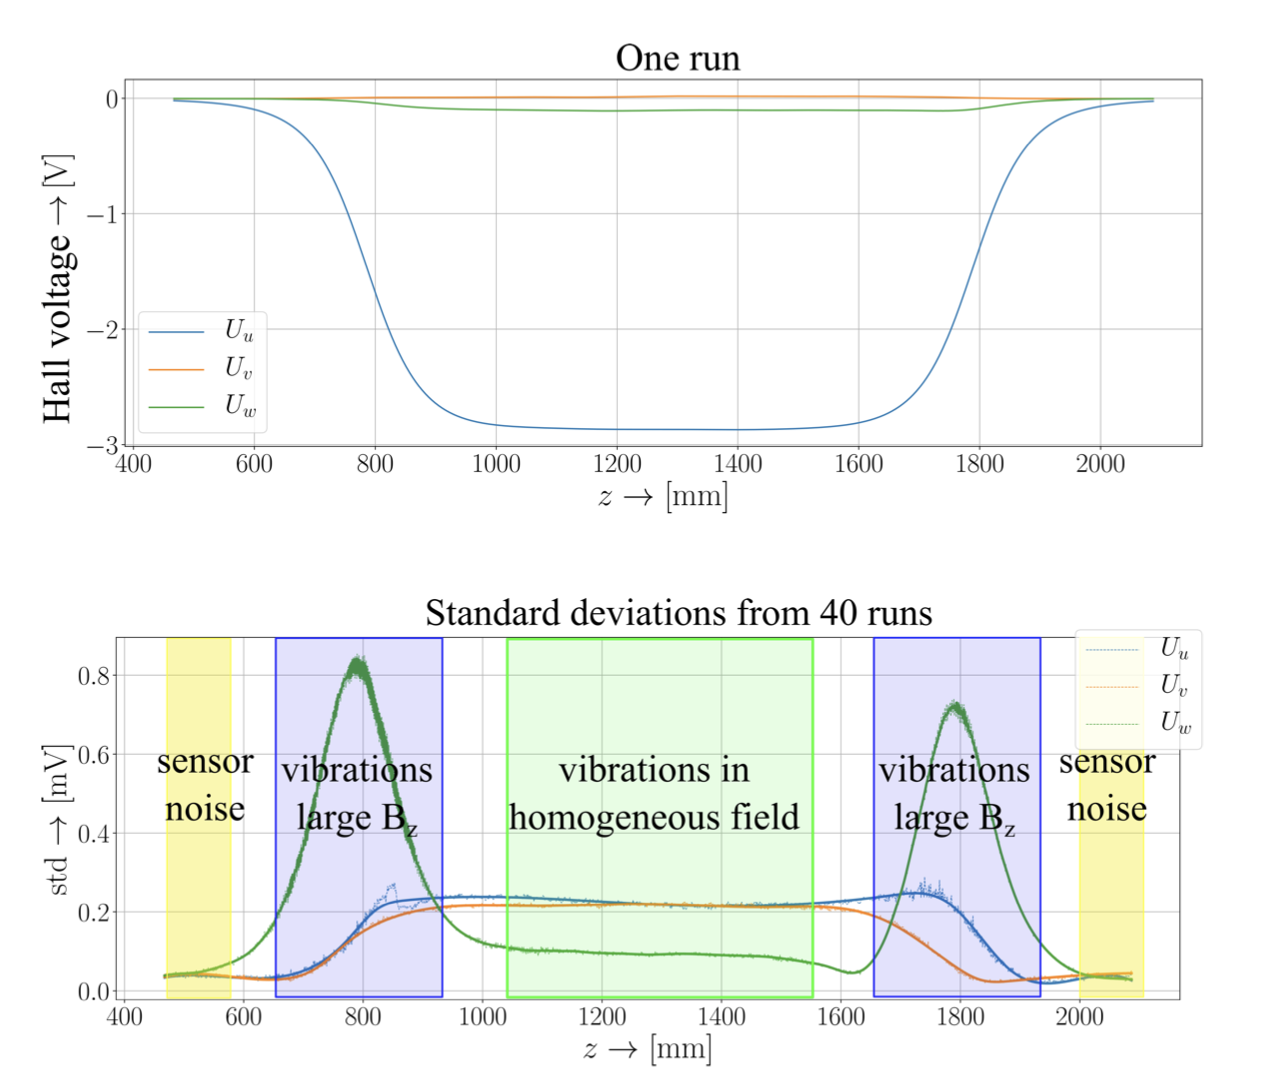 One run
Hall voltage → [V]
0
−1
−2
−3
U_u
U_v
U_w
400 600 800 1000 1200 1400 1600 1800 2000
z → [mm]
Standard deviations from 40 runs
std → [mV]
0.8
0.6
0.4
0.2
0.0
U_u
U_v
U_w
sensor
noise
vibrations
large B_z
vibrations in
homogeneous field
vibrations
large B_z
sensor
noise
400 600 800 1000 1200 1400 1600 1800 2000
z → [mm]